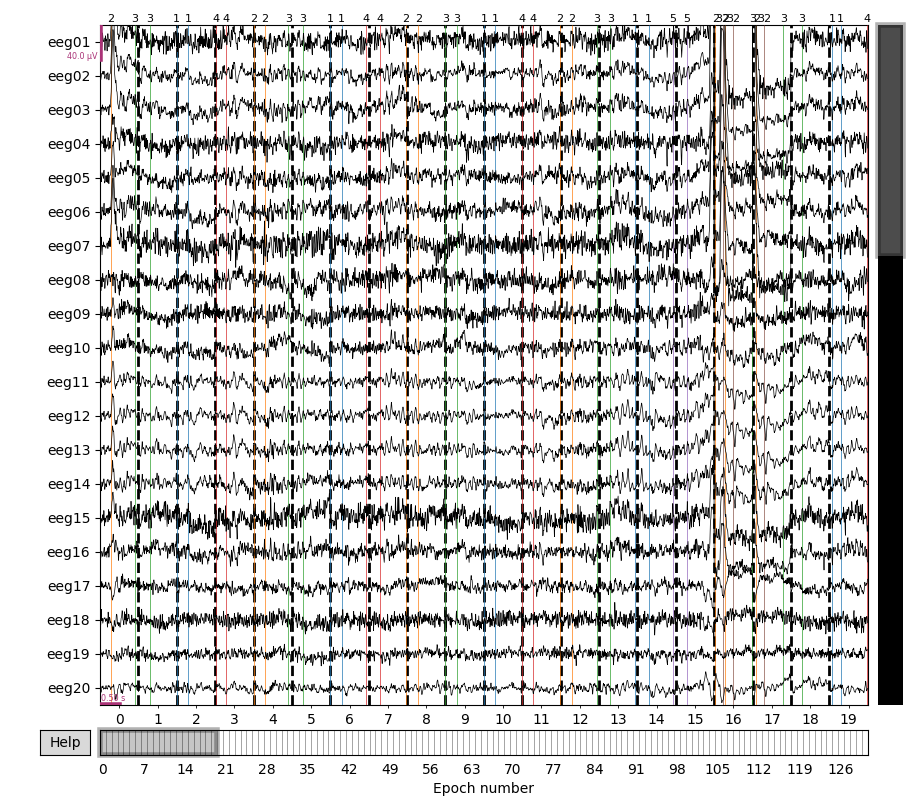 2 3 3 1 1 4 4 2 2 3 3 1 1 4 4 2 2 3 3 1 1 4 4 2 2 3 3 1 1 5 5 3 3 1 1 4
eeg01
40.0 µV
eeg02
eeg03
eeg04
eeg05
eeg06
eeg07
eeg08
eeg09
eeg10
eeg11
eeg12
eeg13
eeg14
eeg15
eeg16
eeg17
eeg18
eeg19
eeg20
0.50 s
0 1 2 3 4 5 6 7 8 9 10 11 12 13 14 15 16 17 18 19
Help
0 7 14 21 28 35 42 49 56 63 70 77 84 91 98 105 112 119 126
Epoch number